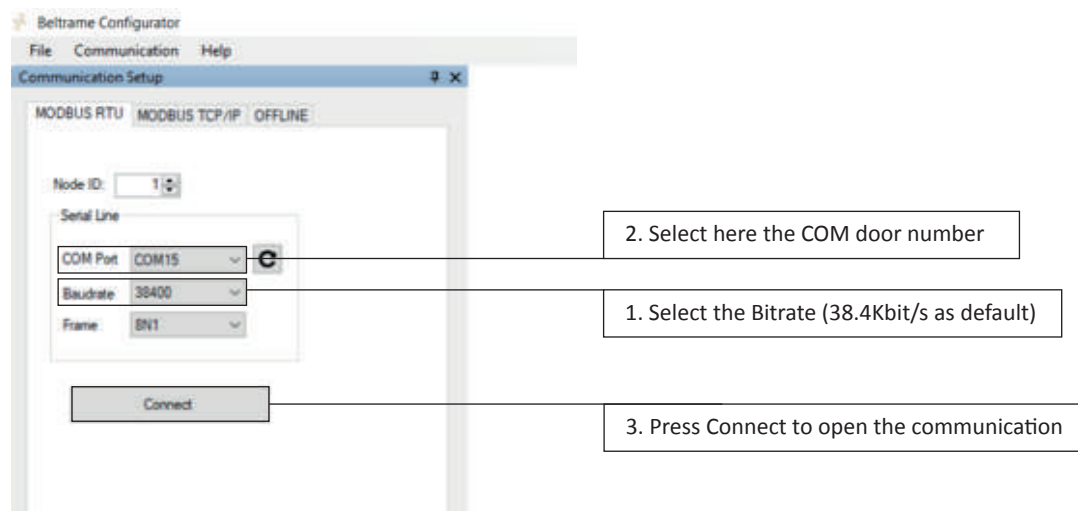 Beltrame Configurator
File Communication Help
Communication Setup
MODBUS RTU MODBUS TCP/IP OFFLINE
Node ID: 1
Serial Line
COM Port COM15
Baudrate 38400
Frame 8N1
Connect
2. Select here the COM door number
1. Select the Bitrate (38.4Kbit/s as default)
3. Press Connect to open the communication